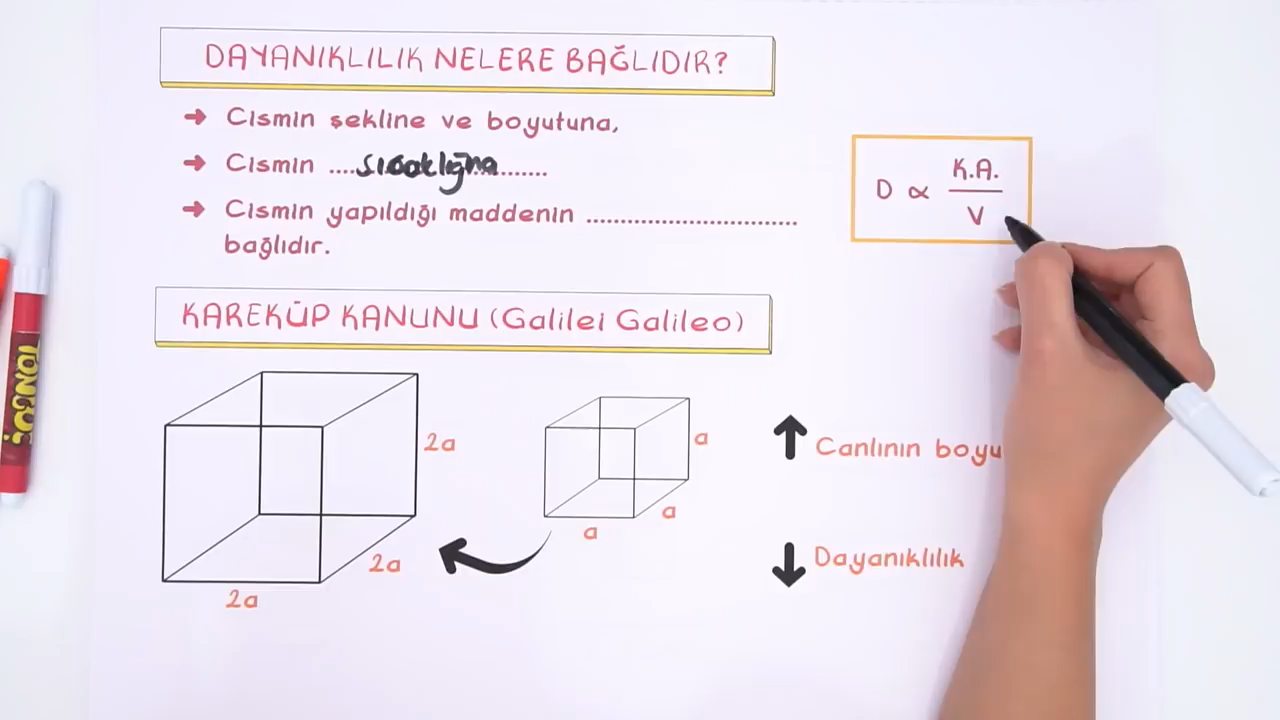 DAYANIKLILIK NELERE BAĞLIDIR?
→ Cismin şekline ve boyutuna,
→ Cismin ....sıcaklığına........
→ Cismin yapıldığı maddenin ...............................
bağlıdır.
D ∝ K.A. / V
KAREKÜP KANUNU (Galilei Galileo)
2a
2a
2a
a
a
a
↑ Canlının boyu
↓ Dayanıklılık